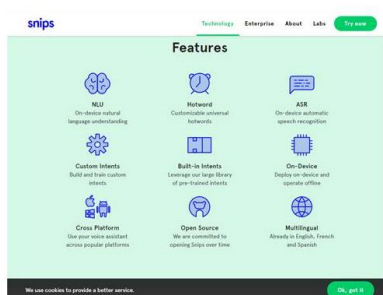 snips
Technology Enterprise About Labs Try now
Features
NLU
On-device natural
language understanding
Hotword
Customizable universal
hotwords
ASR
On-device automatic
speech recognition
Custom Intents
Build and train custom
intents
Built-in Intents
Leverage our large library
of pre-trained intents
On-Device
Deploy on-device and
operate offline
Cross Platform
Use your voice assistant
across popular platforms
Open Source
We are committed to
opening Snips over time
Multilingual
Already in English, French
and Spanish
We use cookies to provide a better service.
Ok, got it